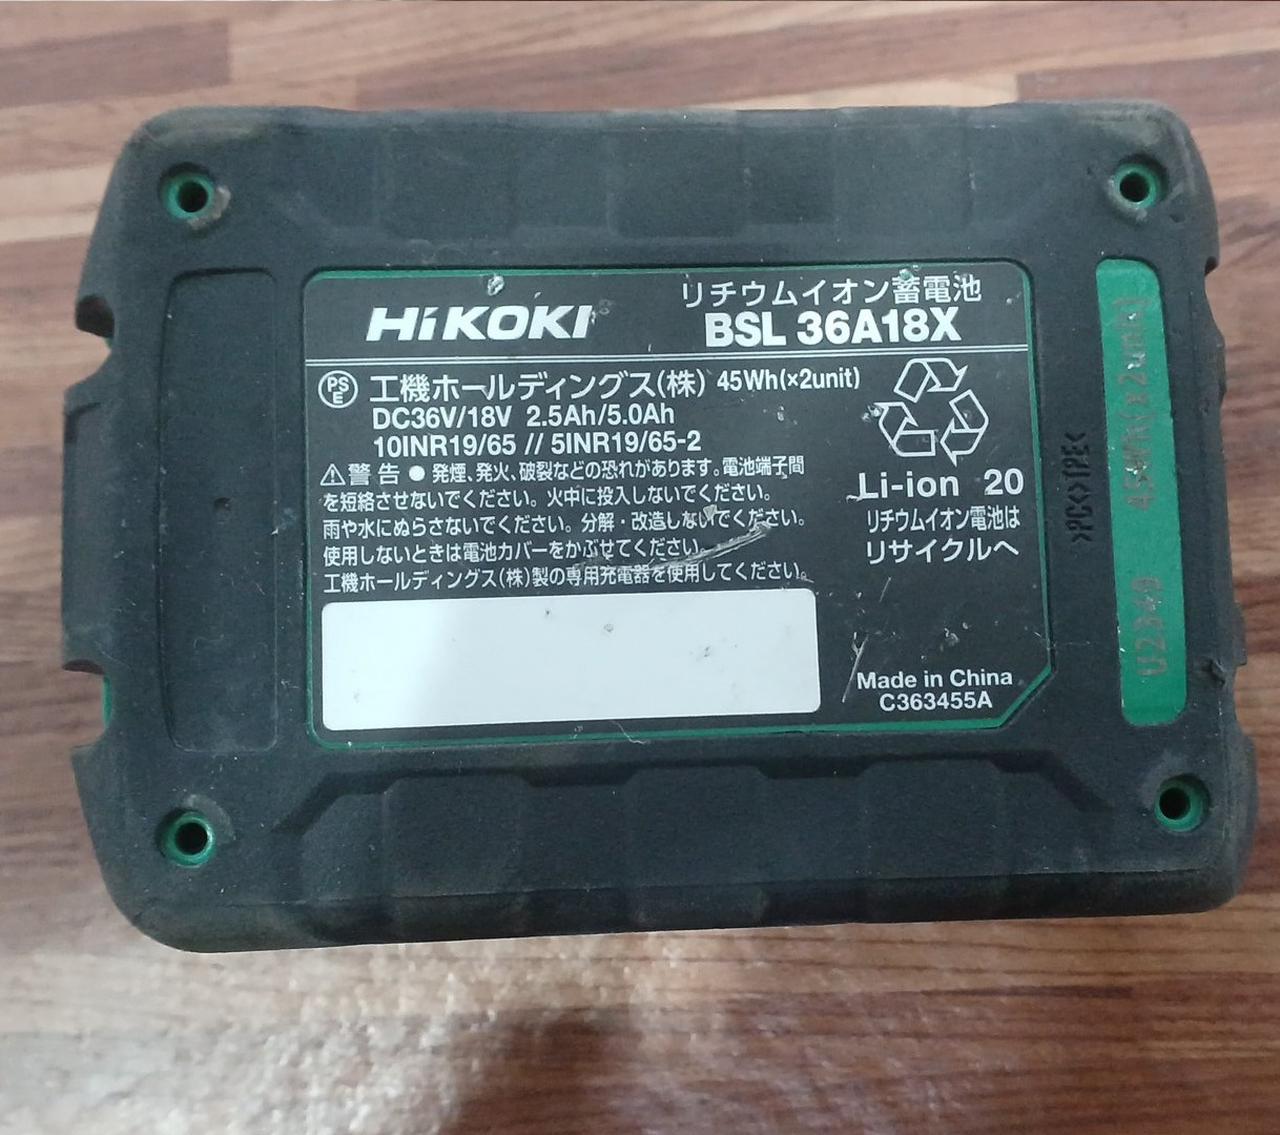 HiKOKI
リチウムイオン蓄電池
BSL 36A18X
PS E 工機ホールディングス(株) 45Wh(×2unit)
DC36V/18V 2.5Ah/5.0Ah
10INR19/65 // 5INR19/65-2
⚠警告 ● 発煙、発火、破裂などの恐れがあります。電池端子間
を短絡させないでください。火中に投入しないでください。
雨や水にぬらさないでください。分解・改造しないでください。
使用しないときは電池カバーをかぶせてください。
工機ホールディングス(株)製の専用充電器を使用してください。
Li-ion 20
リチウムイオン電池は
リサイクルへ
Made in China
C363455A
>PC<>TPE<
U2349 45Wh(x2unit)